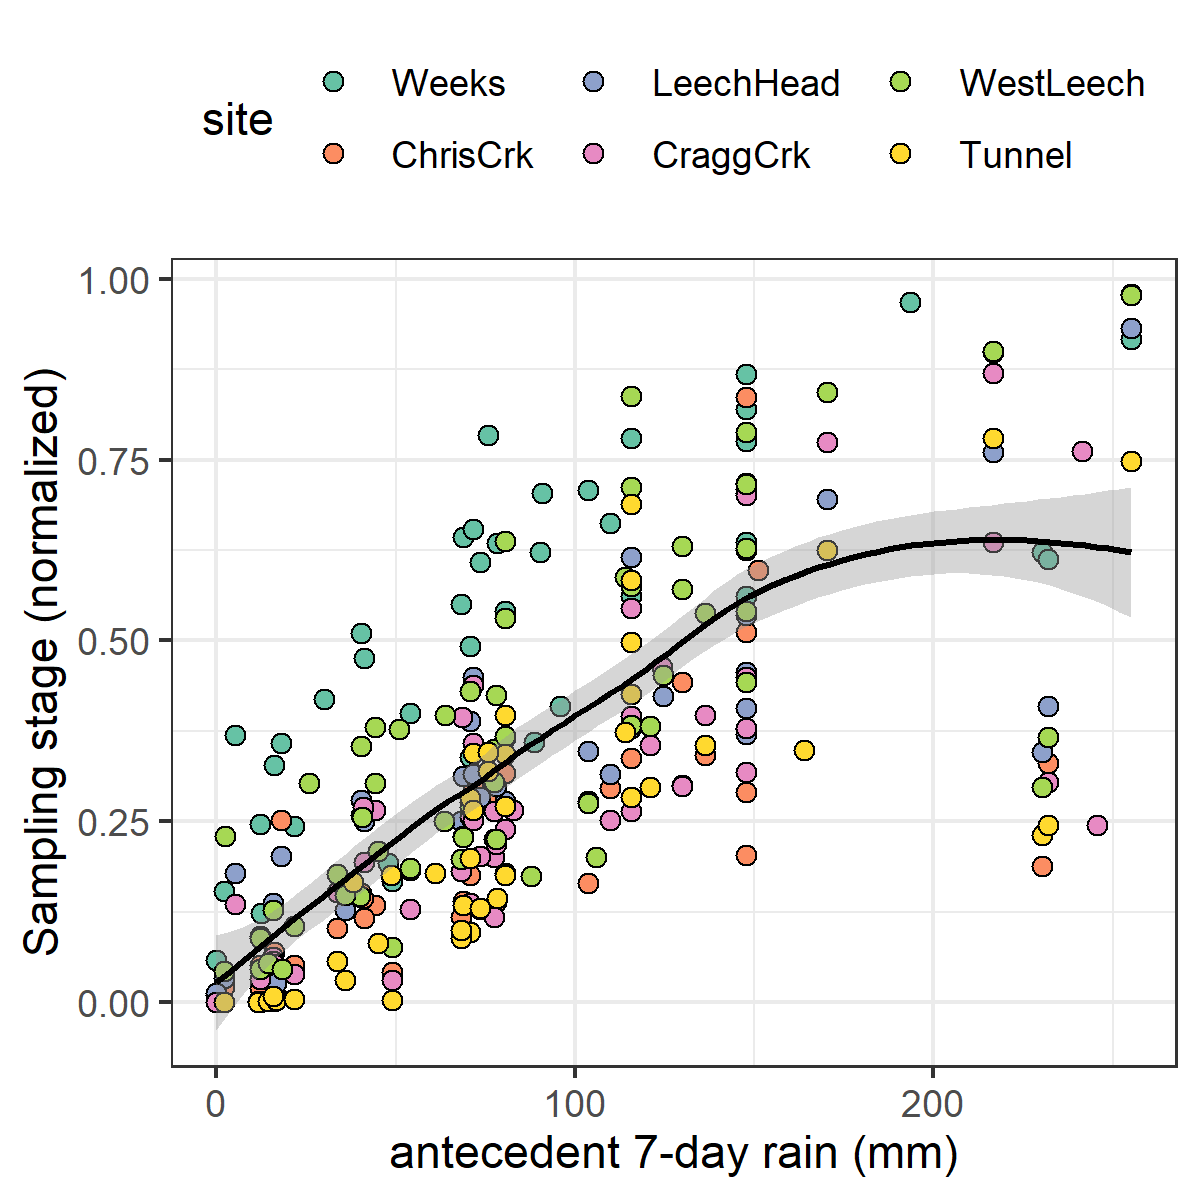 site
Weeks
LeechHead
WestLeech
ChrisCrk
CraggCrk
Tunnel
1.00
0.75
0.50
0.25
0.00
Sampling stage (normalized)
0
100
200
antecedent 7-day rain (mm)